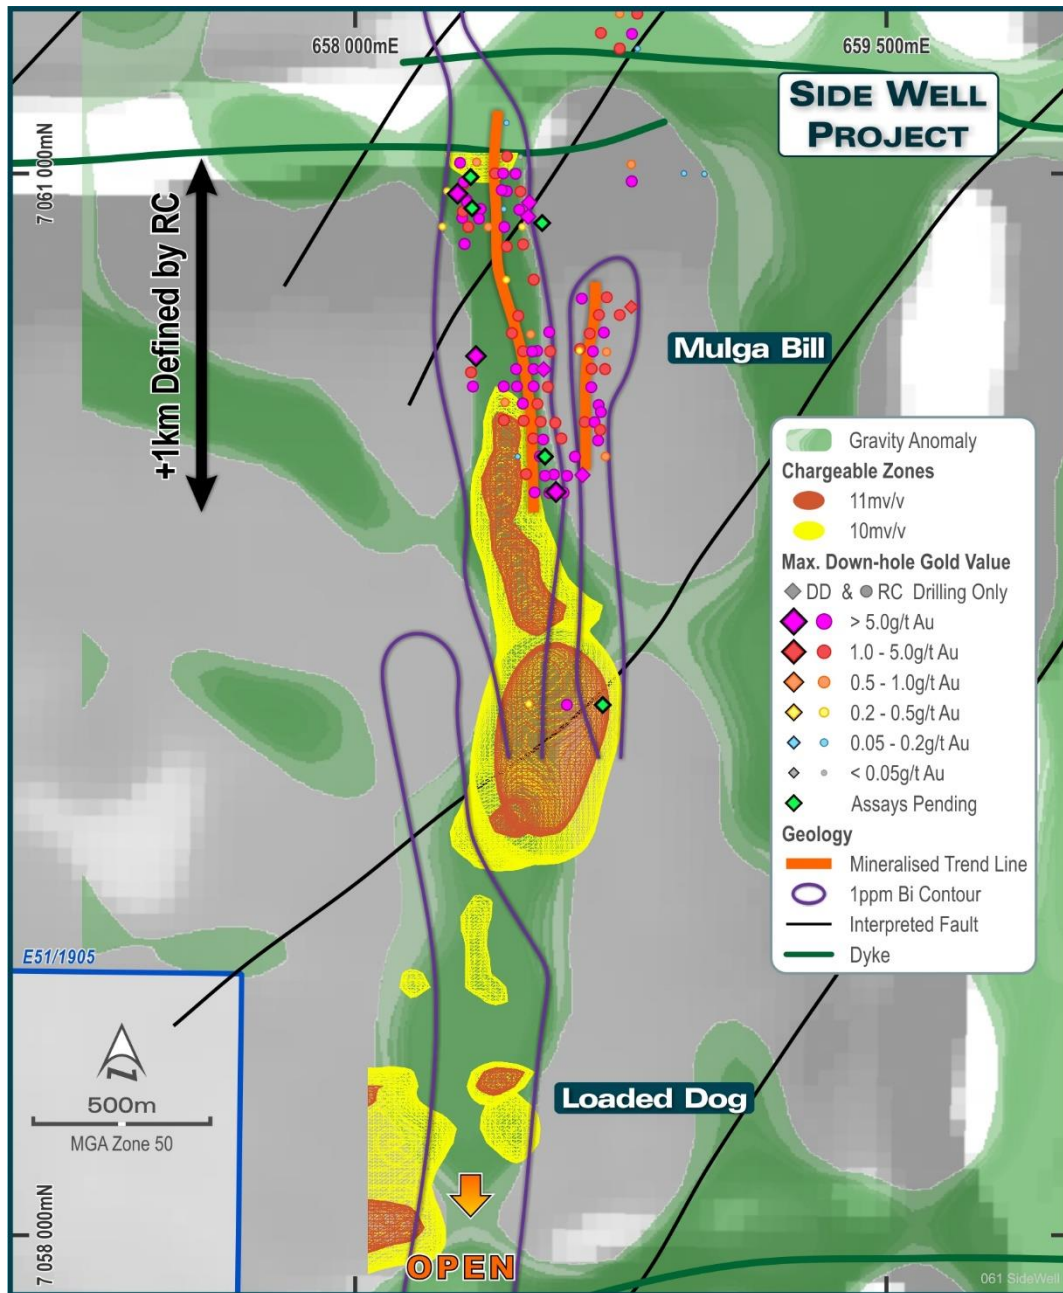 658 000mE
659 500mE
SIDE WELL
PROJECT
7 061 000mN
+1km Defined by RC
Mulga Bill
Gravity Anomaly
Chargeable Zones
11mv/v
10mv/v
Max. Down-hole Gold Value
DD & RC Drilling Only
> 5.0g/t Au
1.0 - 5.0g/t Au
0.5 - 1.0g/t Au
0.2 - 0.5g/t Au
0.05 - 0.2g/t Au
< 0.05g/t Au
Assays Pending
Geology
Mineralised Trend Line
1ppm Bi Contour
Interpreted Fault
Dyke
E51/1905
N
500m
MGA Zone 50
Loaded Dog
7 058 000mN
OPEN
061 SideWell